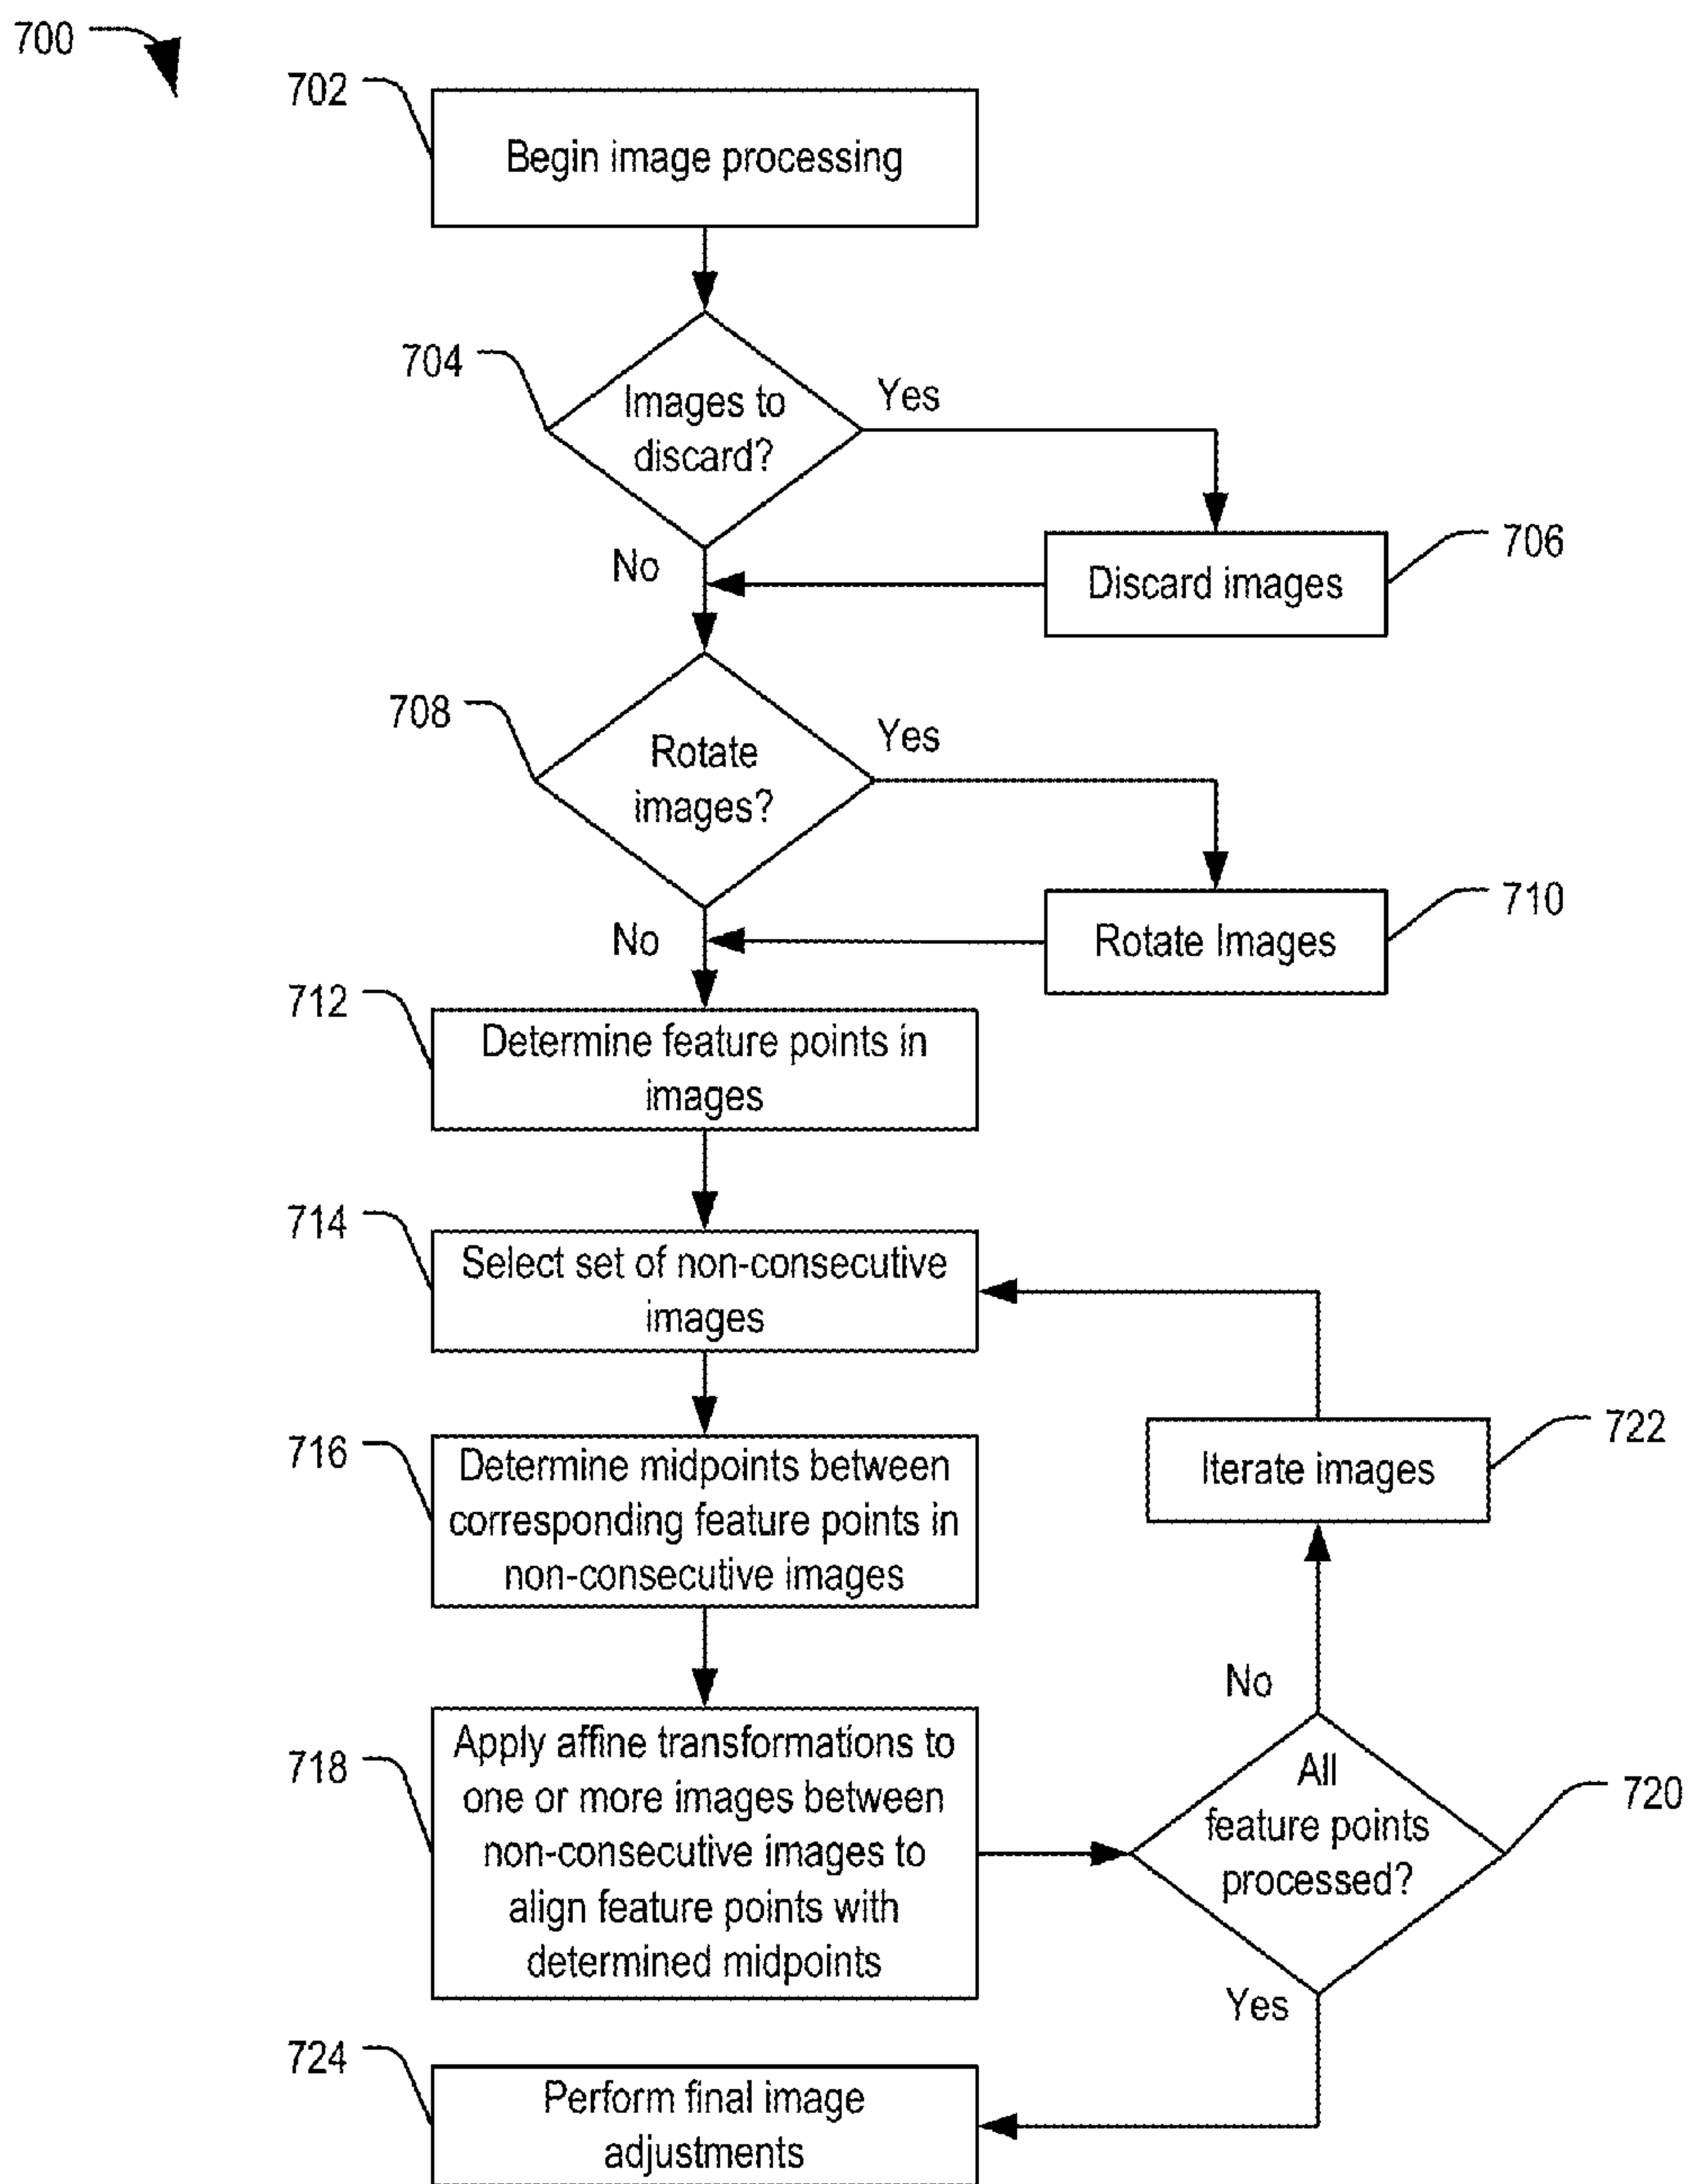 700
702
Begin image processing
704
Images to
discard?
Yes
No
706
Discard images
708
Rotate
images?
Yes
710
Rotate Images
No
712
Determine feature points in
images
714
Select set of non-consecutive
images
716
Determine midpoints between
corresponding feature points in
non-consecutive images
722
Iterate images
718
Apply affine transformations to
one or more images between
non-consecutive images to
align feature points with
determined midpoints
No
720
All
feature points
processed?
Yes
724
Perform final image
adjustments